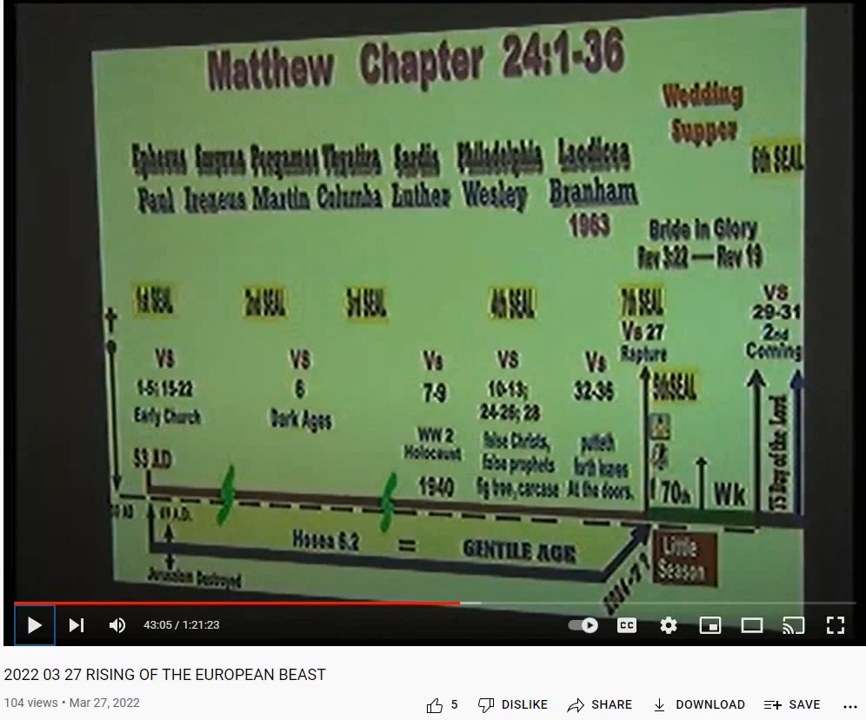 Matthew Chapter 24:1-36
Wedding
Supper
Ephesus Smyrna Pergamos Thyatira Sardis Philadelphia Laodicea
6th SEAL
Paul Ireneus Martin Columba Luther Wesley Branham
1963
Bride in Glory
Rev 3:22 — Rev 19
1st SEAL 2nd SEAL 3rd SEAL 4th SEAL 7th SEAL
VS
29-31
2nd
Coming
Vs 27
Rapture
VS VS Vs VS Vs
1-5; 15-22 6 7-9 10-13; 32-36
24-26; 28
5th SEAL
Early Church Dark Ages
WW 2 false Christs, putteth
Holocaust false prophets forth leaves
1940 fig tree, carcase At the doors.
53 A.D
70th Wk
75 Day of the Lord
A.D.
Hosea 6.2 = GENTILE AGE
Little
Season
Jerusalem Destroyed
43:05 / 1:21:23
CC
2022 03 27 RISING OF THE EUROPEAN BEAST
104 views • Mar 27, 2022
5 DISLIKE SHARE DOWNLOAD SAVE